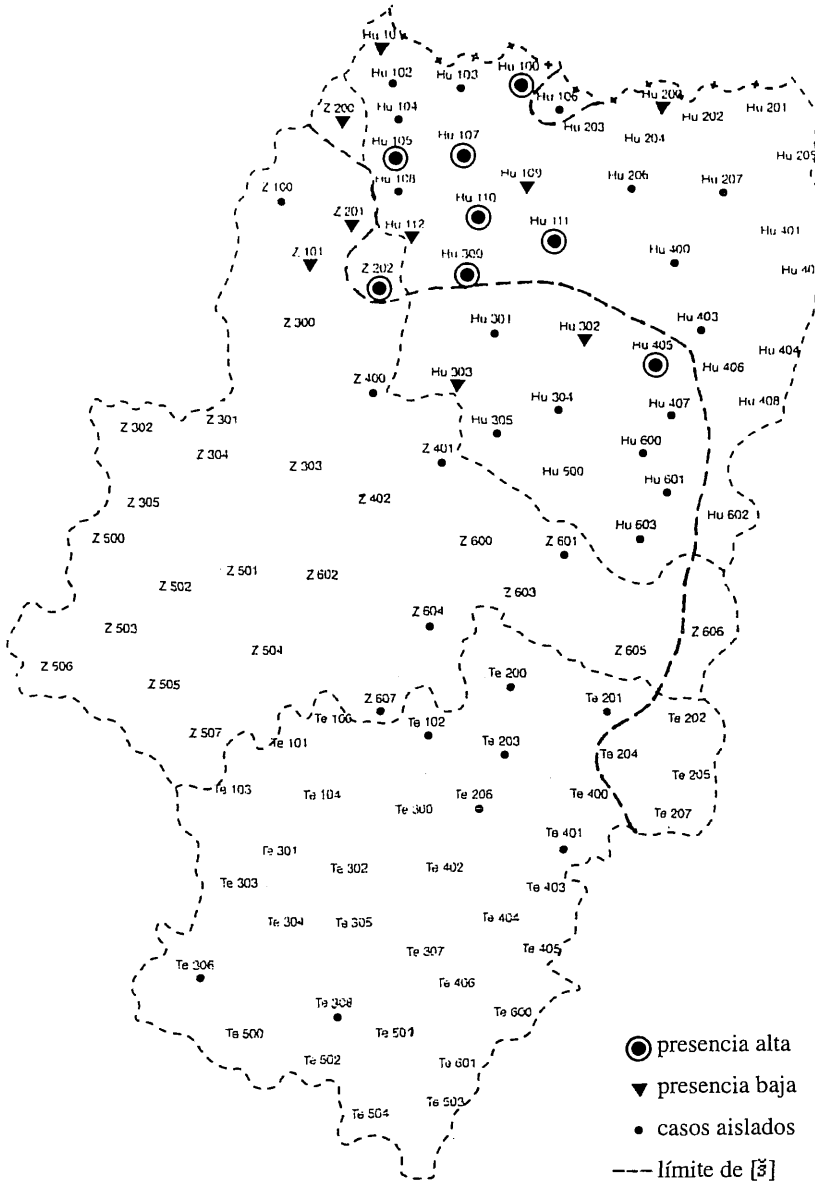 Hu 101
Hu 102
Hu 103
Hu 100
Hu 106
Hu 200
Hu 201
Hu 202
Z 200
Hu 104
Hu 203
Hu 204
Hu 105
Hu 107
Hu 205
Z 100
Hu 108
Hu 109
Hu 206
Hu 207
Z 201
Hu 112
Hu 110
Hu 111
Hu 401
Z 101
Z 202
Hu 309
Hu 400
Z 300
Hu 301
Hu 302
Hu 403
Hu 405
Hu 404
Z 400
Hu 303
Hu 406
Hu 304
Hu 407
Hu 408
Z 302
Z 301
Hu 305
Z 304
Z 303
Z 401
Hu 600
Hu 500
Hu 601
Z 305
Z 402
Hu 602
Z 500
Z 600
Z 601
Hu 603
Z 502
Z 501
Z 602
Z 603
Z 503
Z 604
Z 606
Z 506
Z 504
Z 605
Z 505
Te 200
Z 607
Te 201
Te 202
Z 507
Te 101
Te 100
Te 102
Te 203
Te 204
Te 205
Te 103
Te 104
Te 300
Te 206
Te 400
Te 207
Te 301
Te 302
Te 402
Te 401
Te 303
Te 403
Te 304
Te 305
Te 404
Te 307
Te 405
Te 306
Te 406
Te 308
Te 600
Te 500
Te 501
Te 502
Te 601
Te 504
Te 503
presencia alta
presencia baja
casos aislados
límite de [ǯ]